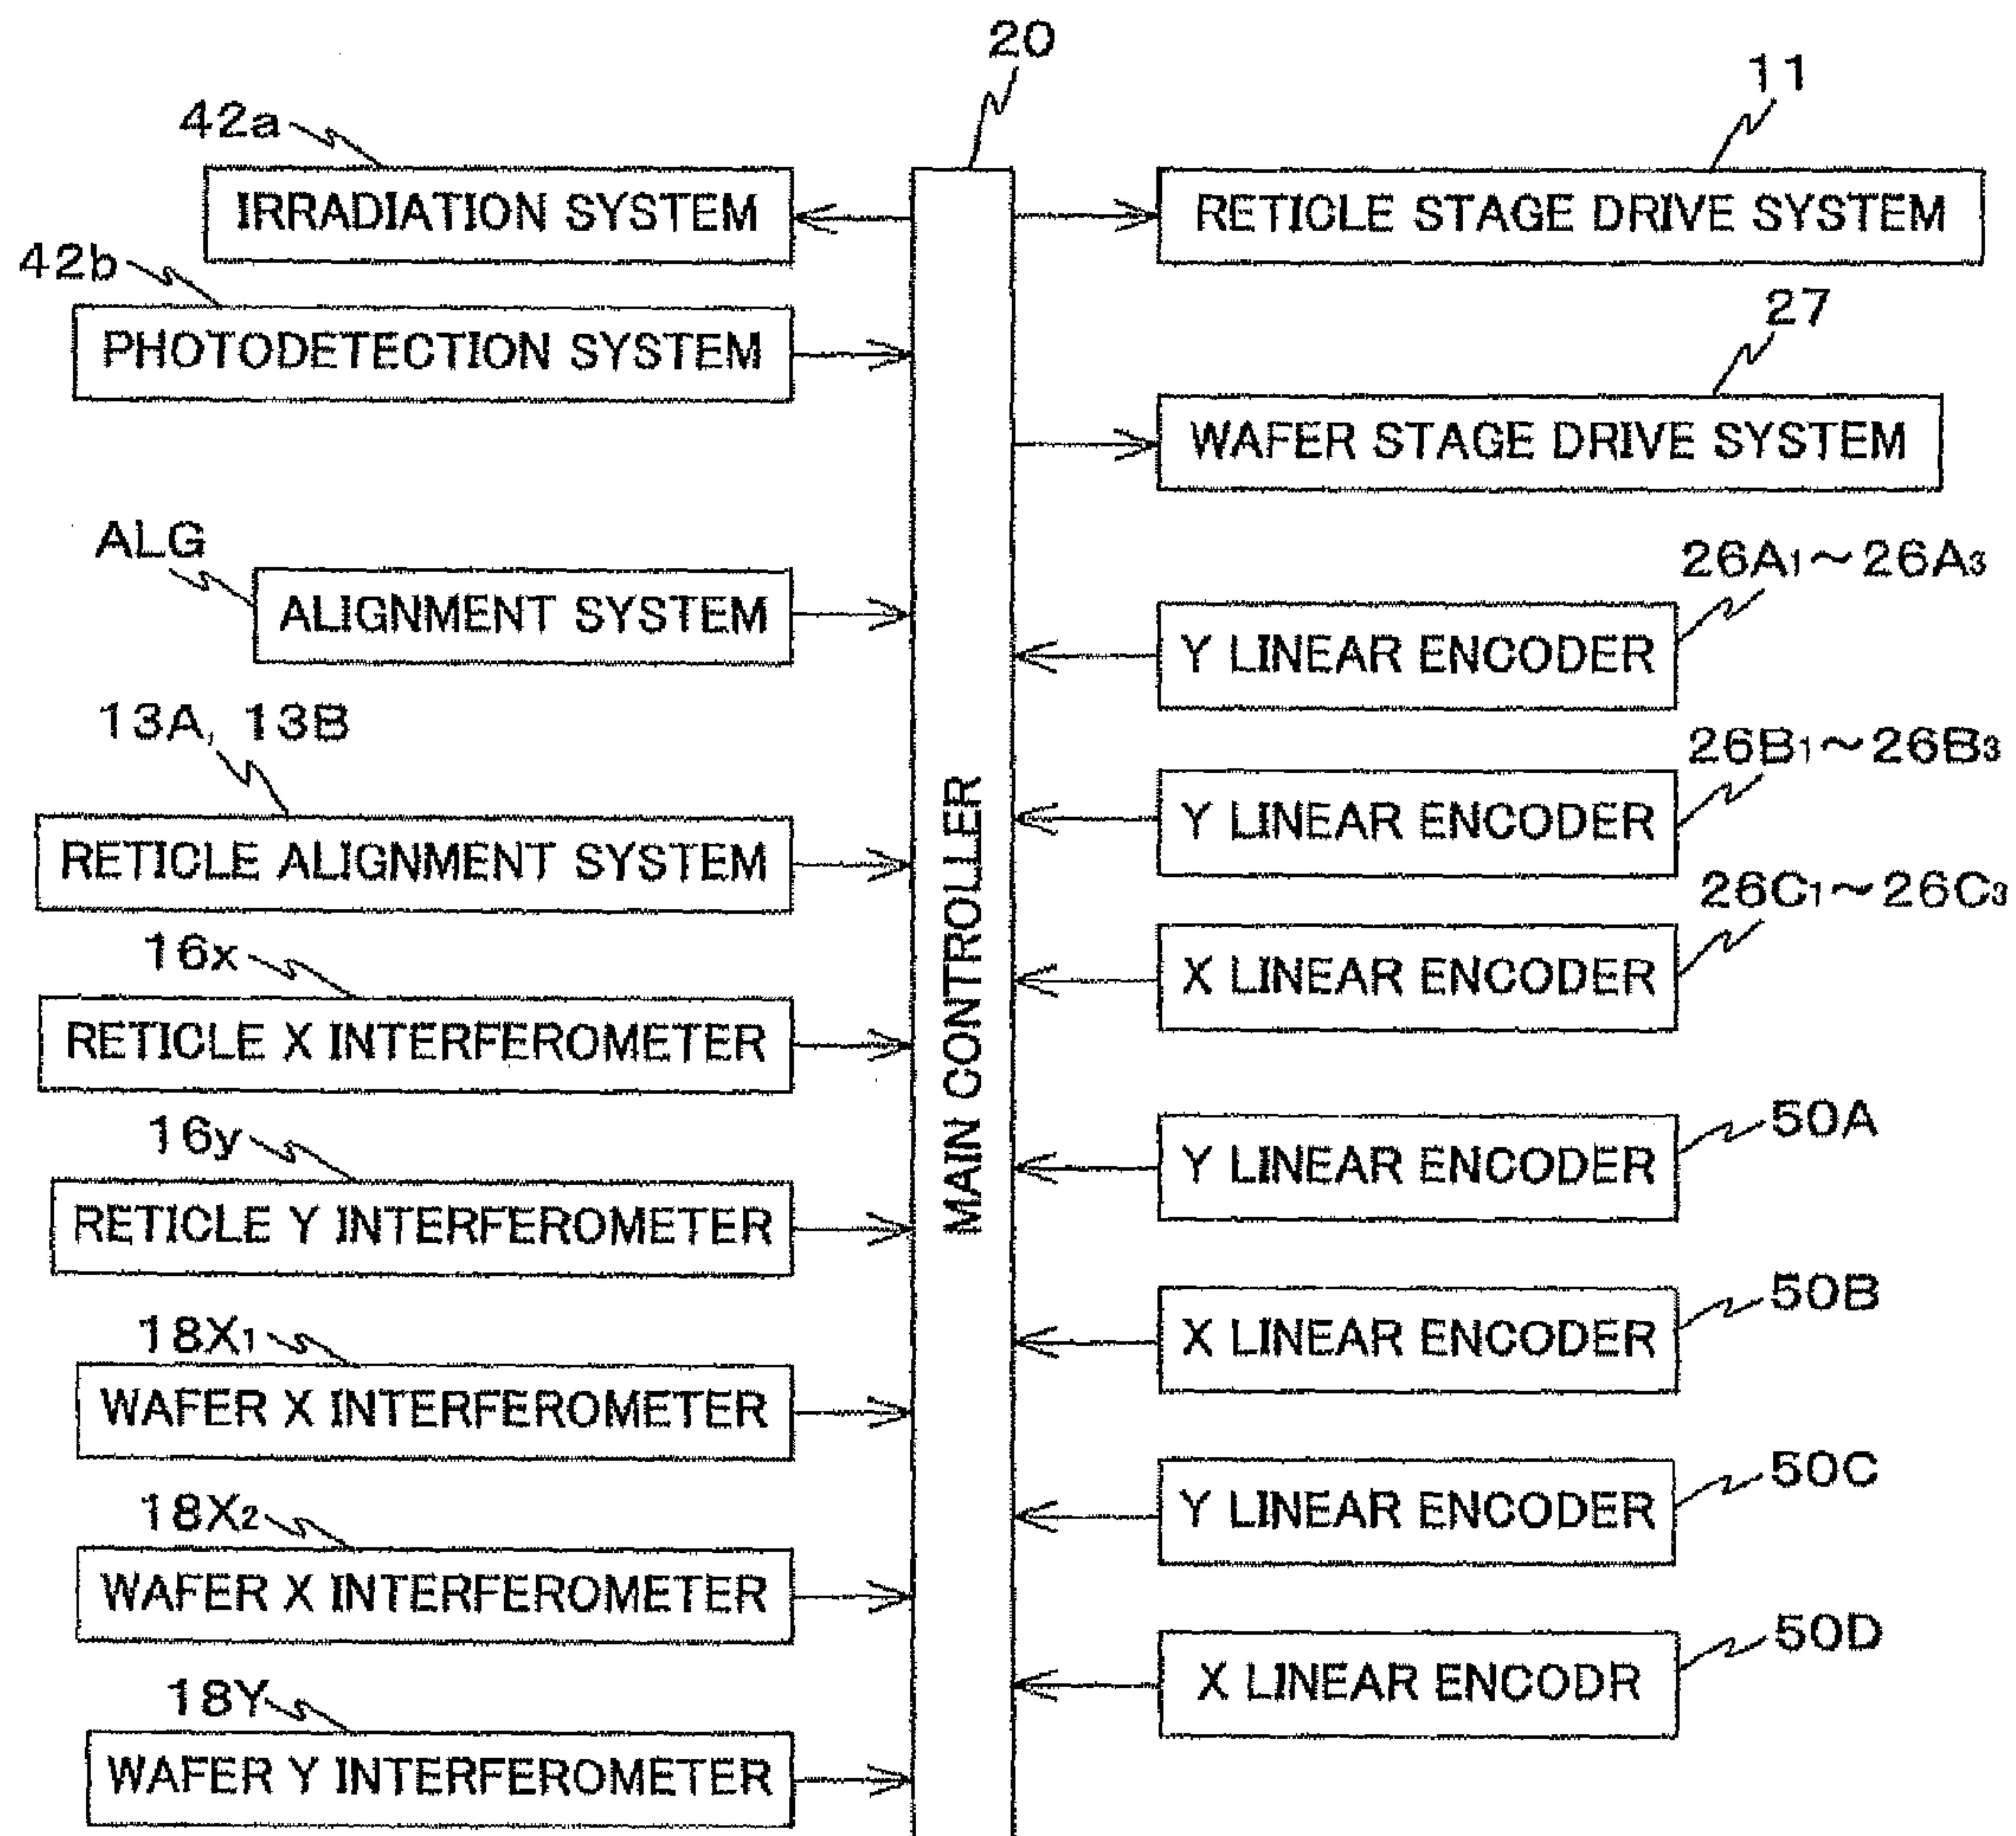 20
11
42a
IRRADIATION SYSTEM
RETICLE STAGE DRIVE SYSTEM
42b
PHOTODETECTION SYSTEM
27
WAFER STAGE DRIVE SYSTEM
ALG
ALIGNMENT SYSTEM
26A1～26A3
Y LINEAR ENCODER
13A, 13B
RETICLE ALIGNMENT SYSTEM
26B1～26B3
Y LINEAR ENCODER
26C1～26C3
X LINEAR ENCODER
MAIN CONTROLLER
16x
RETICLE X INTERFEROMETER
16y
RETICLE Y INTERFEROMETER
50A
Y LINEAR ENCODER
18X1
WAFER X INTERFEROMETER
50B
X LINEAR ENCODER
18X2
WAFER X INTERFEROMETER
50C
Y LINEAR ENCODER
18Y
WAFER Y INTERFEROMETER
50D
X LINEAR ENCODR